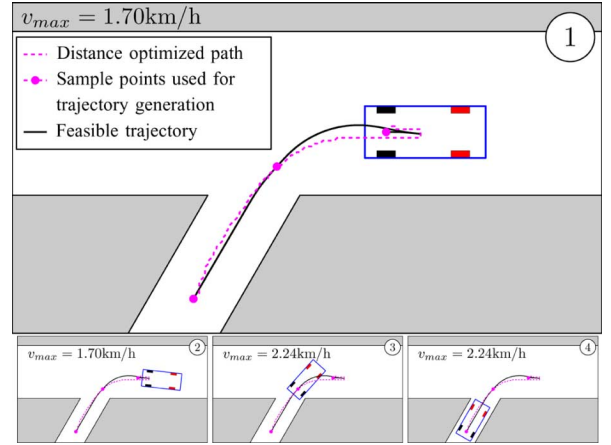 v_max = 1.70km/h
1
Distance optimized path
Sample points used for
trajectory generation
Feasible trajectory
v_max = 1.70km/h
2
v_max = 2.24km/h
3
v_max = 2.24km/h
4